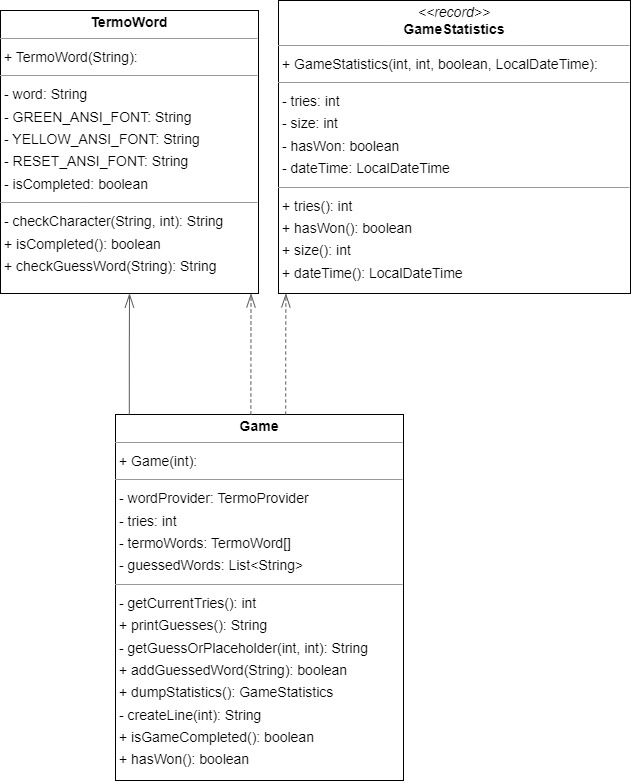 TermoWord
+ TermoWord(String):
- word: String
- GREEN_ANSI_FONT: String
- YELLOW_ANSI_FONT: String
- RESET_ANSI_FONT: String
- isCompleted: boolean
- checkCharacter(String, int): String
+ isCompleted(): boolean
+ checkGuessWord(String): String
<<record>>
GameStatistics
+ GameStatistics(int, int, boolean, LocalDateTime):
- tries: int
- size: int
- hasWon: boolean
- dateTime: LocalDateTime
+ tries(): int
+ hasWon(): boolean
+ size(): int
+ dateTime(): LocalDateTime
Game
+ Game(int):
- wordProvider: TermoProvider
- tries: int
- termoWords: TermoWord[]
- guessedWords: List<String>
- getCurrentTries(): int
+ printGuesses(): String
- getGuessOrPlaceholder(int, int): String
+ addGuessedWord(String): boolean
+ dumpStatistics(): GameStatistics
- createLine(int): String
+ isGameCompleted(): boolean
+ hasWon(): boolean